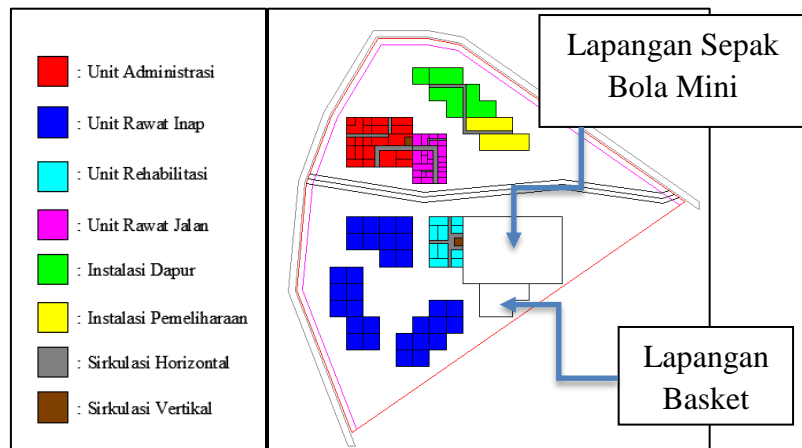 : Unit Administrasi
: Unit Rawat Inap
: Unit Rehabilitasi
: Unit Rawat Jalan
: Instalasi Dapur
: Instalasi Pemeliharaan
: Sirkulasi Horizontal
: Sirkulasi Vertikal
Lapangan Sepak
Bola Mini
Lapangan
Basket